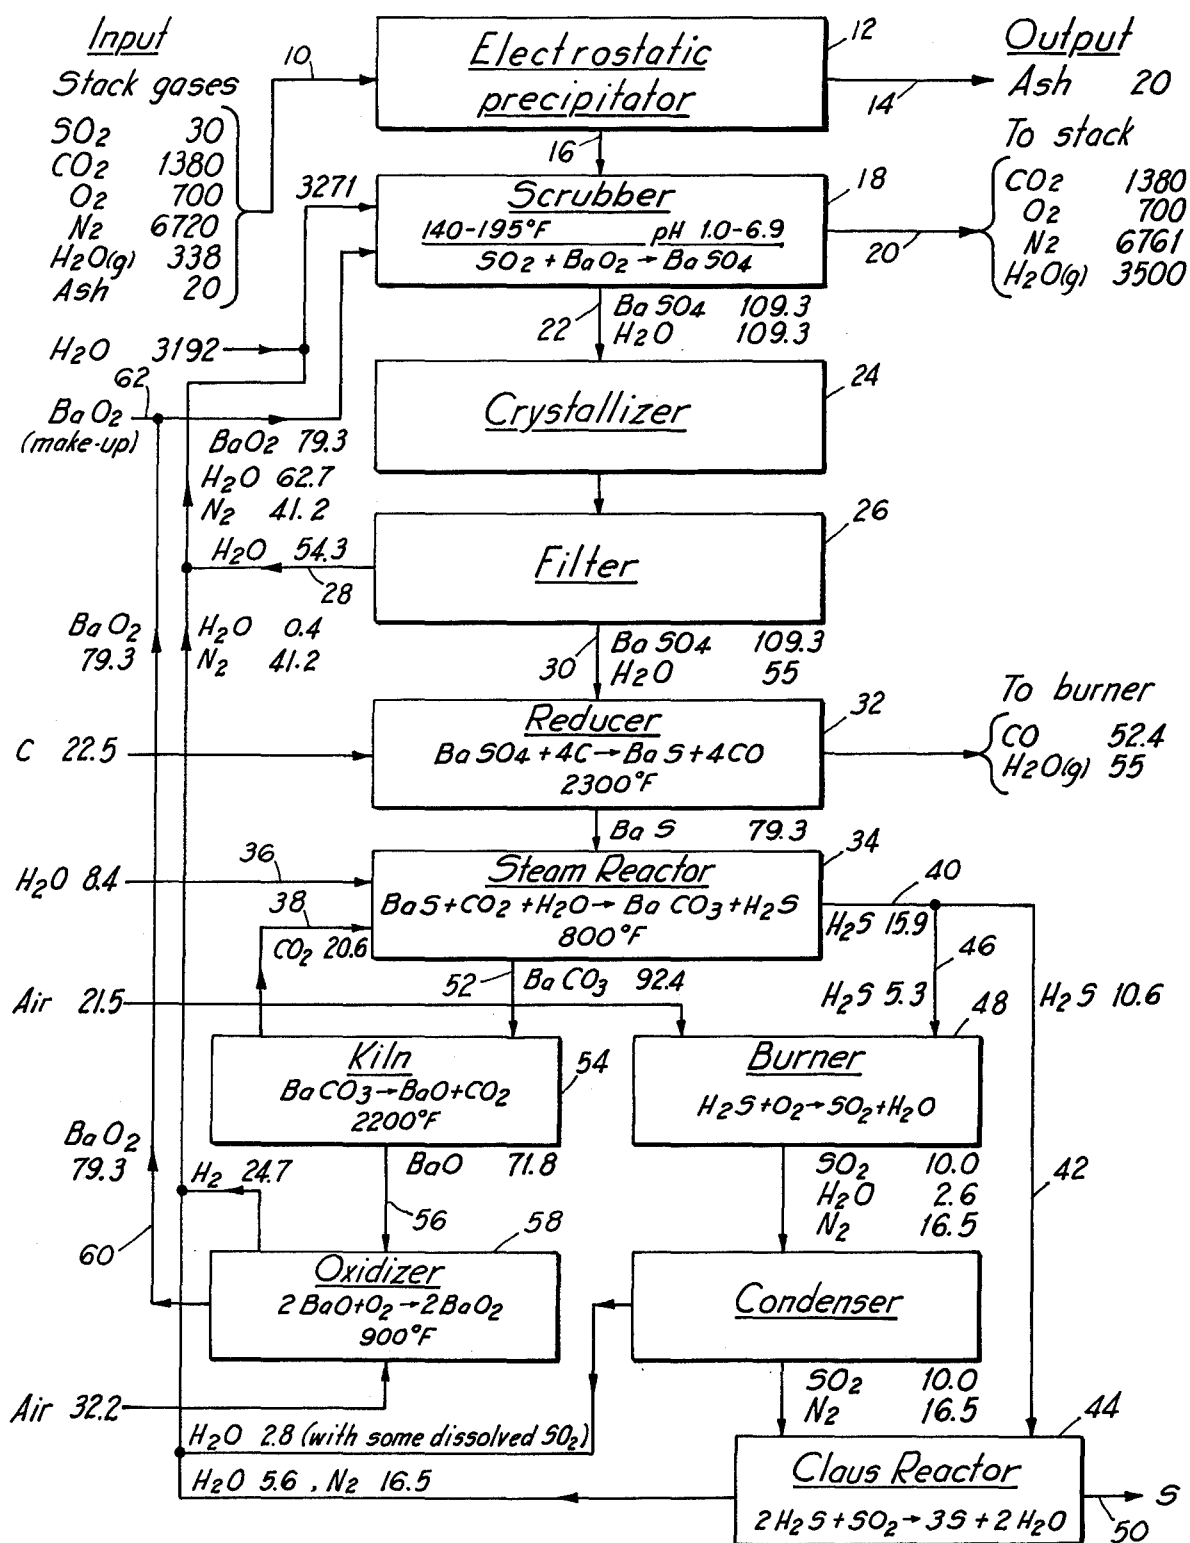 Input
Stack gases
SO2 30
CO2 1380
O2 700
N2 6720
H2O(g) 338
Ash 20
10
Electrostatic
precipitator
12
Output
Ash 20
14
To stack
CO2 1380
O2 700
N2 6761
H2O(g) 3500
16
3271
Scrubber
140-195°F pH 1.0-6.9
SO2 + BaO2 → BaSO4
18
20
H2O 3192
22
BaSO4 109.3
H2O 109.3
62
BaO2
(make-up)
BaO2 79.3
H2O 62.7
N2 41.2
Crystallizer
24
H2O 54.3
28
Filter
26
BaO2
79.3
H2O 0.4
N2 41.2
30
BaSO4 109.3
H2O 55
C 22.5
Reducer
BaSO4 + 4C → BaS + 4CO
2300°F
32
To burner
CO 52.4
H2O(g) 55
BaS 79.3
34
H2O 8.4
36
38
CO2 20.6
Steam Reactor
BaS + CO2 + H2O → BaCO3 + H2S
800°F
40
H2S 15.9
46
52
BaCO3 92.4
Air 21.5
H2S 5.3
H2S 10.6
48
Kiln
BaCO3 → BaO + CO2
2200°F
54
Burner
H2S + O2 → SO2 + H2O
BaO2
79.3
H2 24.7
BaO 71.8
56
SO2 10.0
H2O 2.6
N2 16.5
42
60
58
Oxidizer
2BaO + O2 → 2BaO2
900°F
Condenser
Air 32.2
SO2 10.0
N2 16.5
44
H2O 2.8 (with some dissolved SO2)
H2O 5.6 , N2 16.5
Claus Reactor
2H2S + SO2 → 3S + 2H2O
S
50